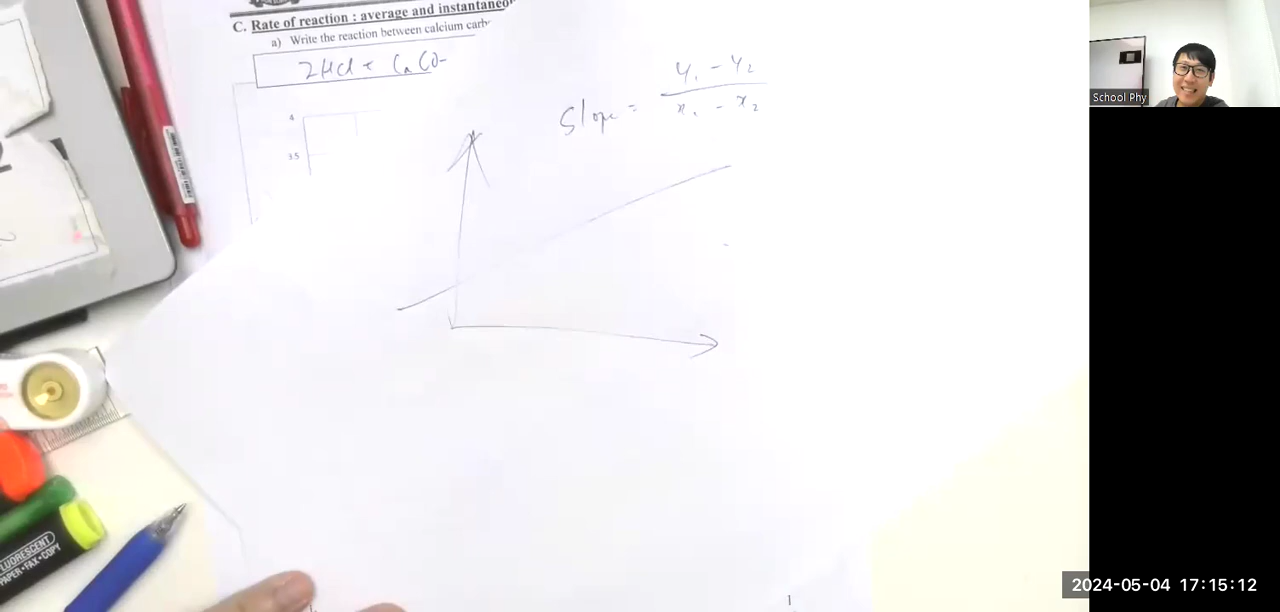 C. Rate of reaction : average and instantaneo
a) Write the reaction between calcium carb
2HCl + CaCO
4
3.5
Slope = y₁ - y₂
x₁ - x₂
School Phy
FLUORESCENT
PAPER•FAX•COPY
1
2024-05-04 17:15:12